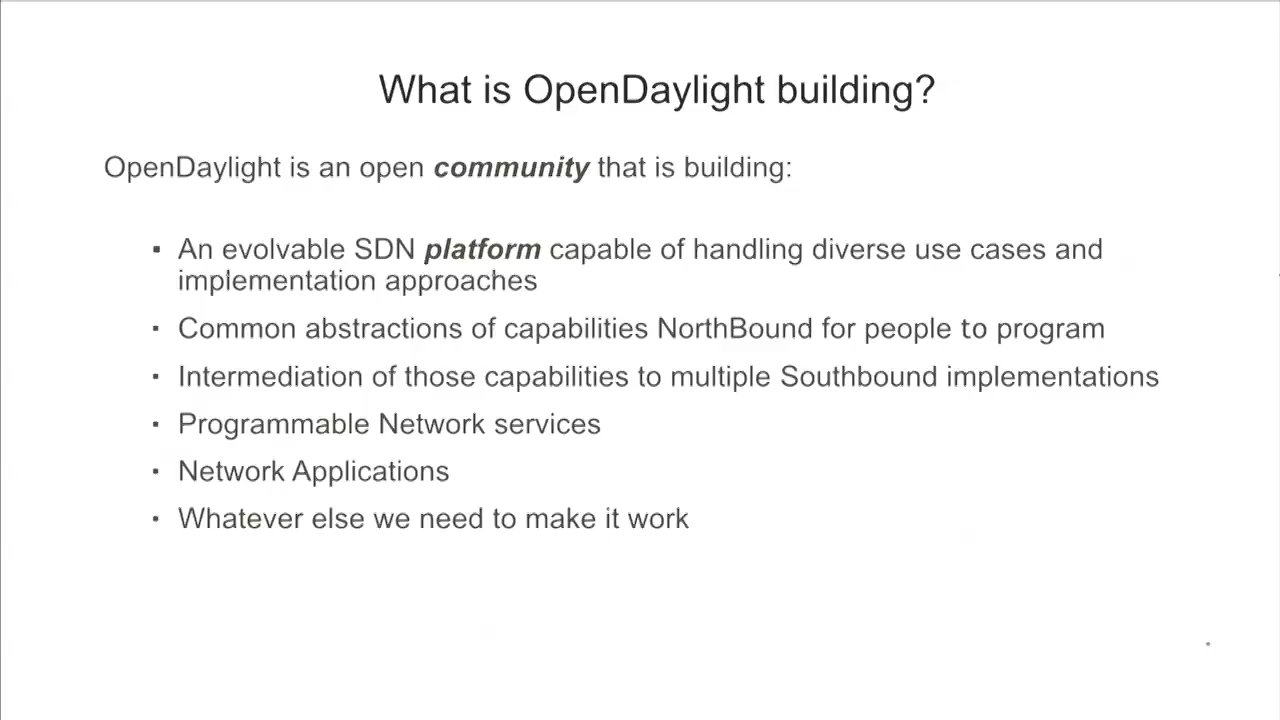 What is OpenDaylight building?
OpenDaylight is an open community that is building:
▪ An evolvable SDN platform capable of handling diverse use cases and
implementation approaches
▪ Common abstractions of capabilities NorthBound for people to program
▪ Intermediation of those capabilities to multiple Southbound implementations
▪ Programmable Network services
▪ Network Applications
▪ Whatever else we need to make it work